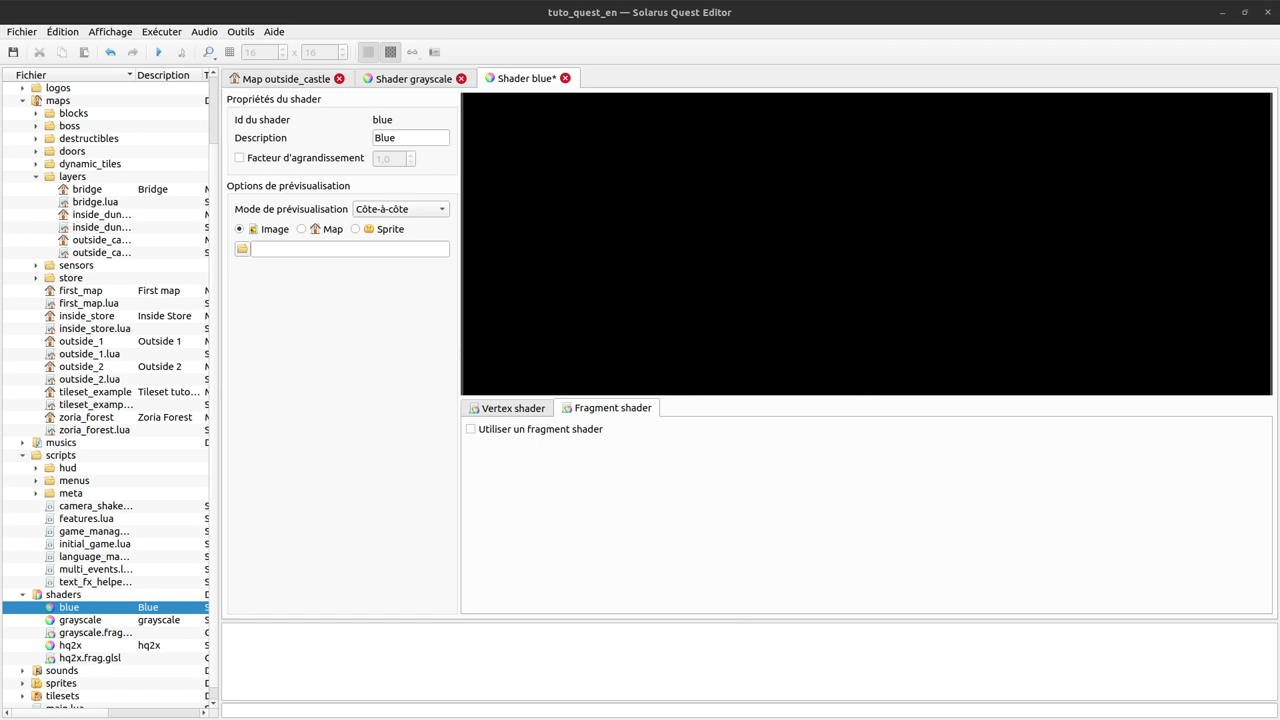 tuto_quest_en — Solarus Quest Editor
Fichier Édition Affichage Exécuter Audio Outils Aide
16 x 16
Fichier Description T
Map outside_castle
Shader grayscale
Shader blue*
logos
maps D
blocks
boss
destructibles
doors
dynamic_tiles
layers
bridge Bridge M
bridge.lua S
inside_dun... M
inside_dun... S
outside_ca... M
outside_ca... S
sensors
store
first_map First map M
first_map.lua S
inside_store Inside Store M
inside_store.lua S
outside_1 Outside 1 M
outside_1.lua S
outside_2 Outside 2 M
outside_2.lua S
tileset_example Tileset tuto... M
tileset_examp... S
zoria_forest Zoria Forest M
zoria_forest.lua S
musics D
scripts D
hud
menus
meta
camera_shake... S
features.lua S
game_manag... S
initial_game.lua S
language_ma... S
multi_events.l... S
text_fx_helpe... S
shaders D
blue Blue S
grayscale grayscale S
grayscale.frag... G
hq2x hq2x S
hq2x.frag.glsl G
sounds D
sprites D
tilesets D
main.lua S
Propriétés du shader
Id du shader blue
Description Blue
Facteur d'agrandissement 1,0
Options de prévisualisation
Mode de prévisualisation Côte-à-côte
Image Map Sprite
Vertex shader Fragment shader
Utiliser un fragment shader